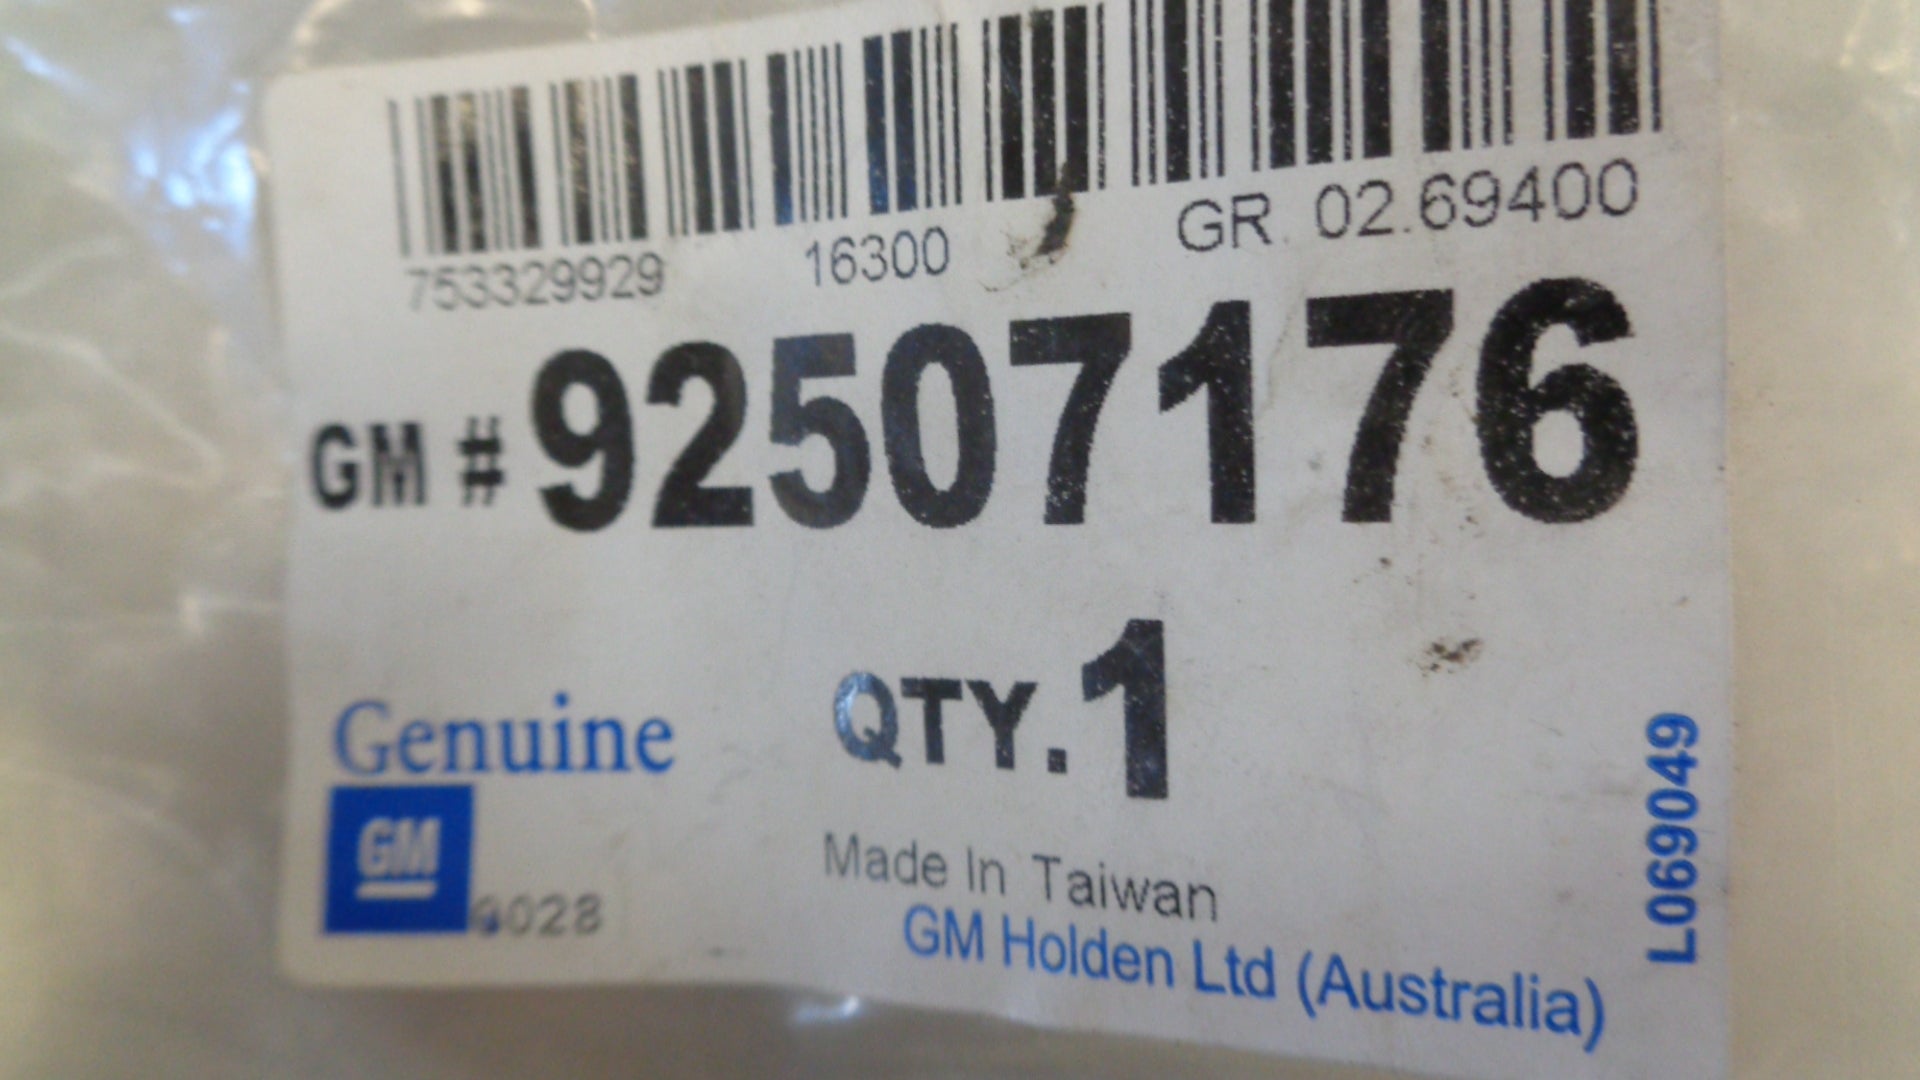 753329929 16300 GR. 02.69400
GM # 92507176
QTY. 1
Genuine
GM
9028
Made In Taiwan
GM Holden Ltd (Australia)
L069049